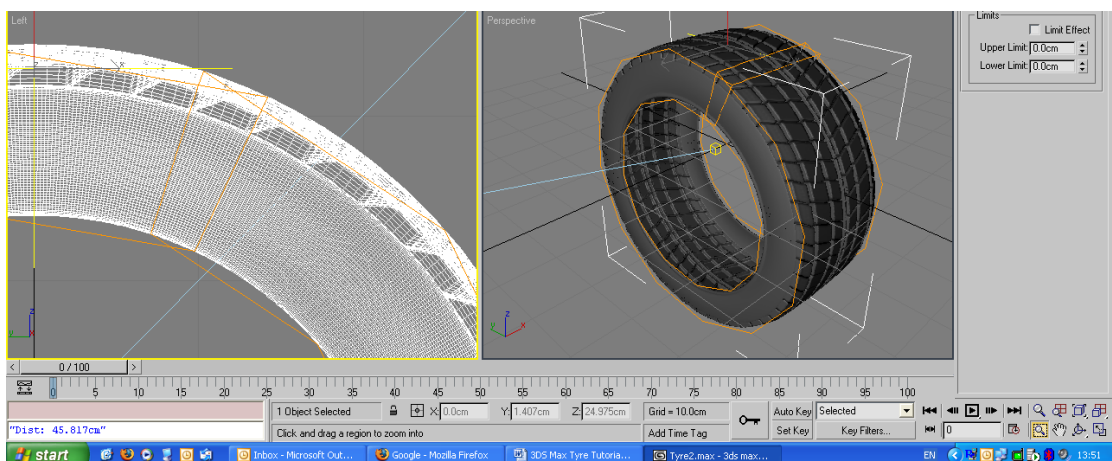 Left
Perspective
Limits
Limit Effect
Upper Limit: 0.0cm
Lower Limit: 0.0cm
x
z
y
x
z
y
x
< 0 / 100 >
0 5 10 15 20 25 30 35 40 45 50 55 60 65 70 75 80 85 90 95 100
1 Object Selected X: 0.0cm Y: 1.407cm Z: 24.975cm Grid = 10.0cm Auto Key Selected
"Dist: 45.817cm" Click and drag a region to zoom into Add Time Tag Set Key Key Filters... 0
start Inbox - Microsoft Out... Google - Mozilla Firefox 3DS Max Tyre Tutoria... Tyre2.max - 3ds max... EN 13:51